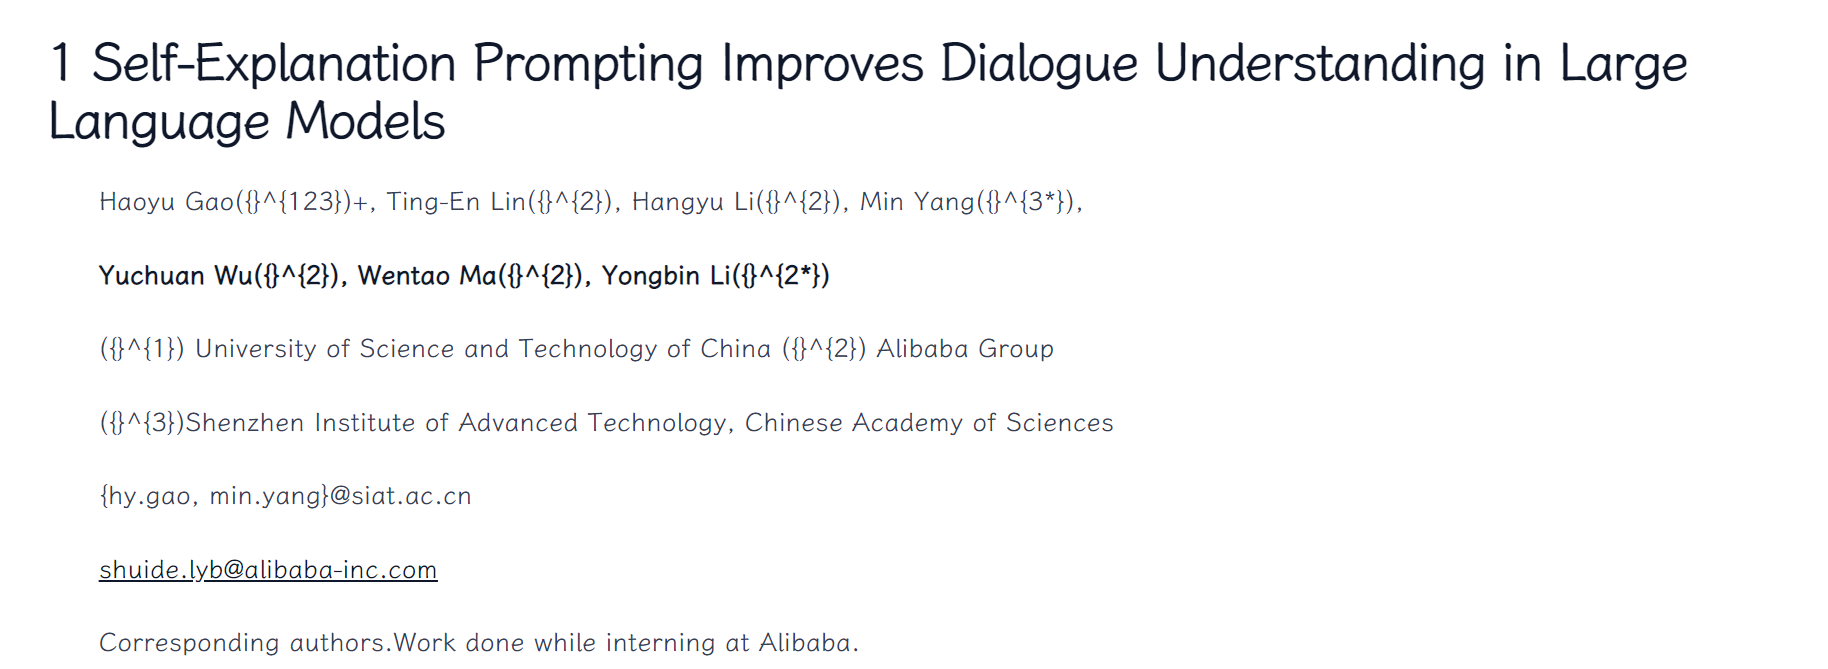 1 Self-Explanation Prompting Improves Dialogue Understanding in Large
Language Models
Haoyu Gao({}^{123})+, Ting-En Lin({}^{2}), Hangyu Li({}^{2}), Min Yang({}^{3*}),
Yuchuan Wu({}^{2}), Wentao Ma({}^{2}), Yongbin Li({}^{2*})
({}^{1}) University of Science and Technology of China ({}^{2}) Alibaba Group
({}^{3})Shenzhen Institute of Advanced Technology, Chinese Academy of Sciences
{hy.gao, min.yang}@siat.ac.cn
shuide.lyb@alibaba-inc.com
Corresponding authors.Work done while interning at Alibaba.